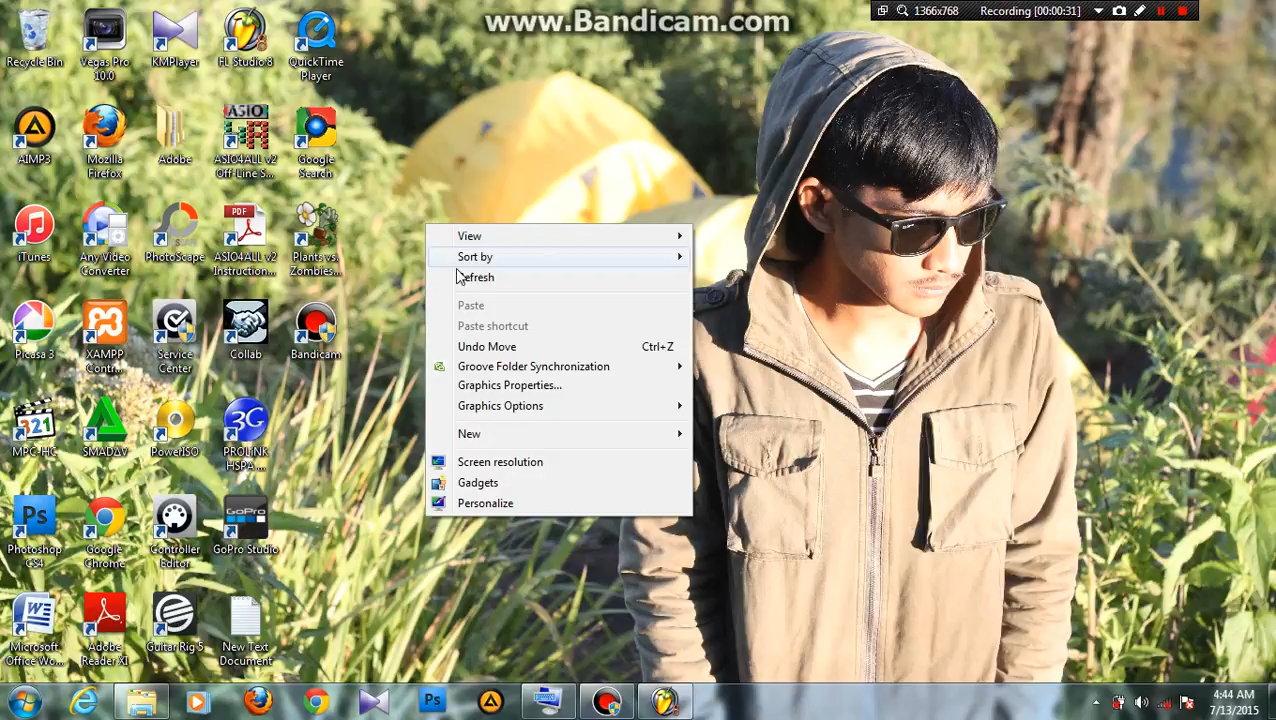 www.Bandicam.com
1366x768 Recording [00:00:31]
Recycle Bin
Vegas Pro 10.0
KMPlayer
FL Studio 8
QuickTime Player
AIMP3
Mozilla Firefox
Adobe
ASIO4ALL v2 Off-Line S...
Google Search
iTunes
Any Video Converter
PhotoScape
ASIO4ALL v2 Instruction...
Plants vs. Zombies...
Picasa 3
XAMPP Contr...
Service Center
Collab
Bandicam
MPC-HC
SMADAV
PowerISO
PROLiNK HSPA ...
Photoshop CS4
Google Chrome
Controller Editor
GoPro Studio
Microsoft Office Wo...
Adobe Reader XI
Guitar Rig 5
New Text Document
View
Sort by
Refresh
Paste
Paste shortcut
Undo Move Ctrl+Z
Groove Folder Synchronization
Graphics Properties...
Graphics Options
New
Screen resolution
Gadgets
Personalize
4:44 AM
7/13/2015